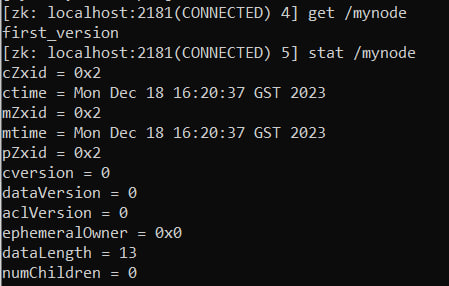 [zk: localhost:2181(CONNECTED) 4] get /mynode
first_version
[zk: localhost:2181(CONNECTED) 5] stat /mynode
cZxid = 0x2
ctime = Mon Dec 18 16:20:37 GST 2023
mZxid = 0x2
mtime = Mon Dec 18 16:20:37 GST 2023
pZxid = 0x2
cversion = 0
dataVersion = 0
aclVersion = 0
ephemeralOwner = 0x0
dataLength = 13
numChildren = 0